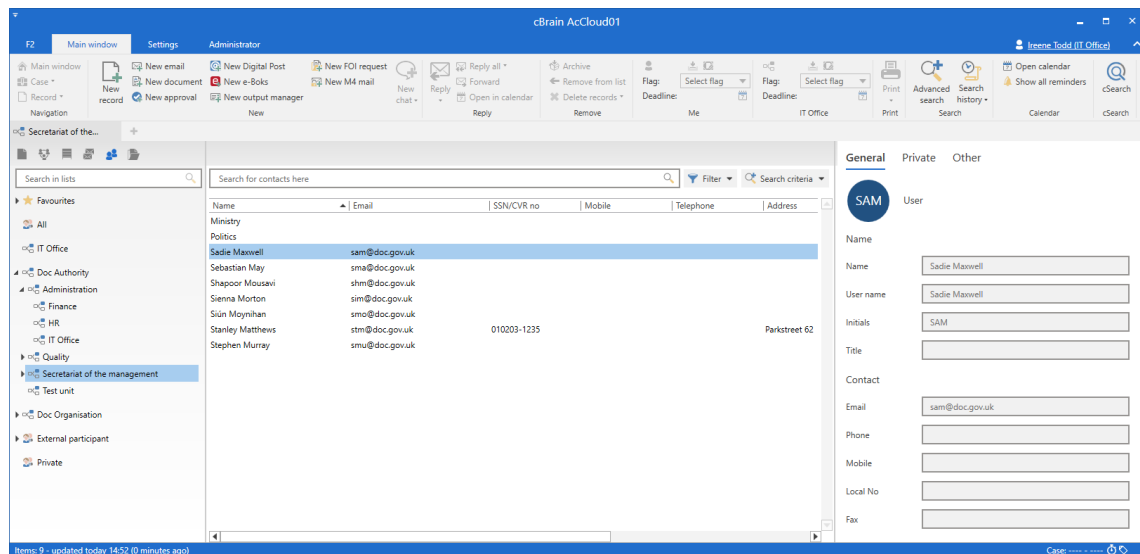 cBrain AcCloud01
F2 Main window Settings Administrator Ireene Todd (IT Office)
Main window
Case
Record
Navigation
New record
New email
New document
New approval
New Digital Post
New e-Boks
New output manager
New FOI request
New M4 mail
New chat
New
Reply
Reply all
Forward
Open in calendar
Reply
Archive
Remove from list
Delete records
Remove
Flag: Select flag
Deadline:
Me
Flag: Select flag
Deadline:
IT Office
Print
Print
Advanced search
Search history
Search
Open calendar
Show all reminders
Calendar
cSearch
cSearch
Secretariat of the... +
Search in lists
Favourites
All
IT Office
Doc Authority
Administration
Finance
HR
IT Office
Quality
Secretariat of the management
Test unit
Doc Organisation
External participant
Private
Search for contacts here Filter Search criteria
Name Email SSN/CVR no Mobile Telephone Address
Ministry
Politics
Sadie Maxwell sam@doc.gov.uk
Sebastian May sma@doc.gov.uk
Shapoor Mousavi shm@doc.gov.uk
Sienna Morton sim@doc.gov.uk
Siún Moynihan smo@doc.gov.uk
Stanley Matthews stm@doc.gov.uk 010203-1235 Parkstreet 62
Stephen Murray smu@doc.gov.uk
General Private Other
SAM User
Name
Name Sadie Maxwell
User name Sadie Maxwell
Initials SAM
Title
Contact
Email sam@doc.gov.uk
Phone
Mobile
Local No
Fax
Items: 9 - updated today 14:52 (0 minutes ago) Case: ---- - ----